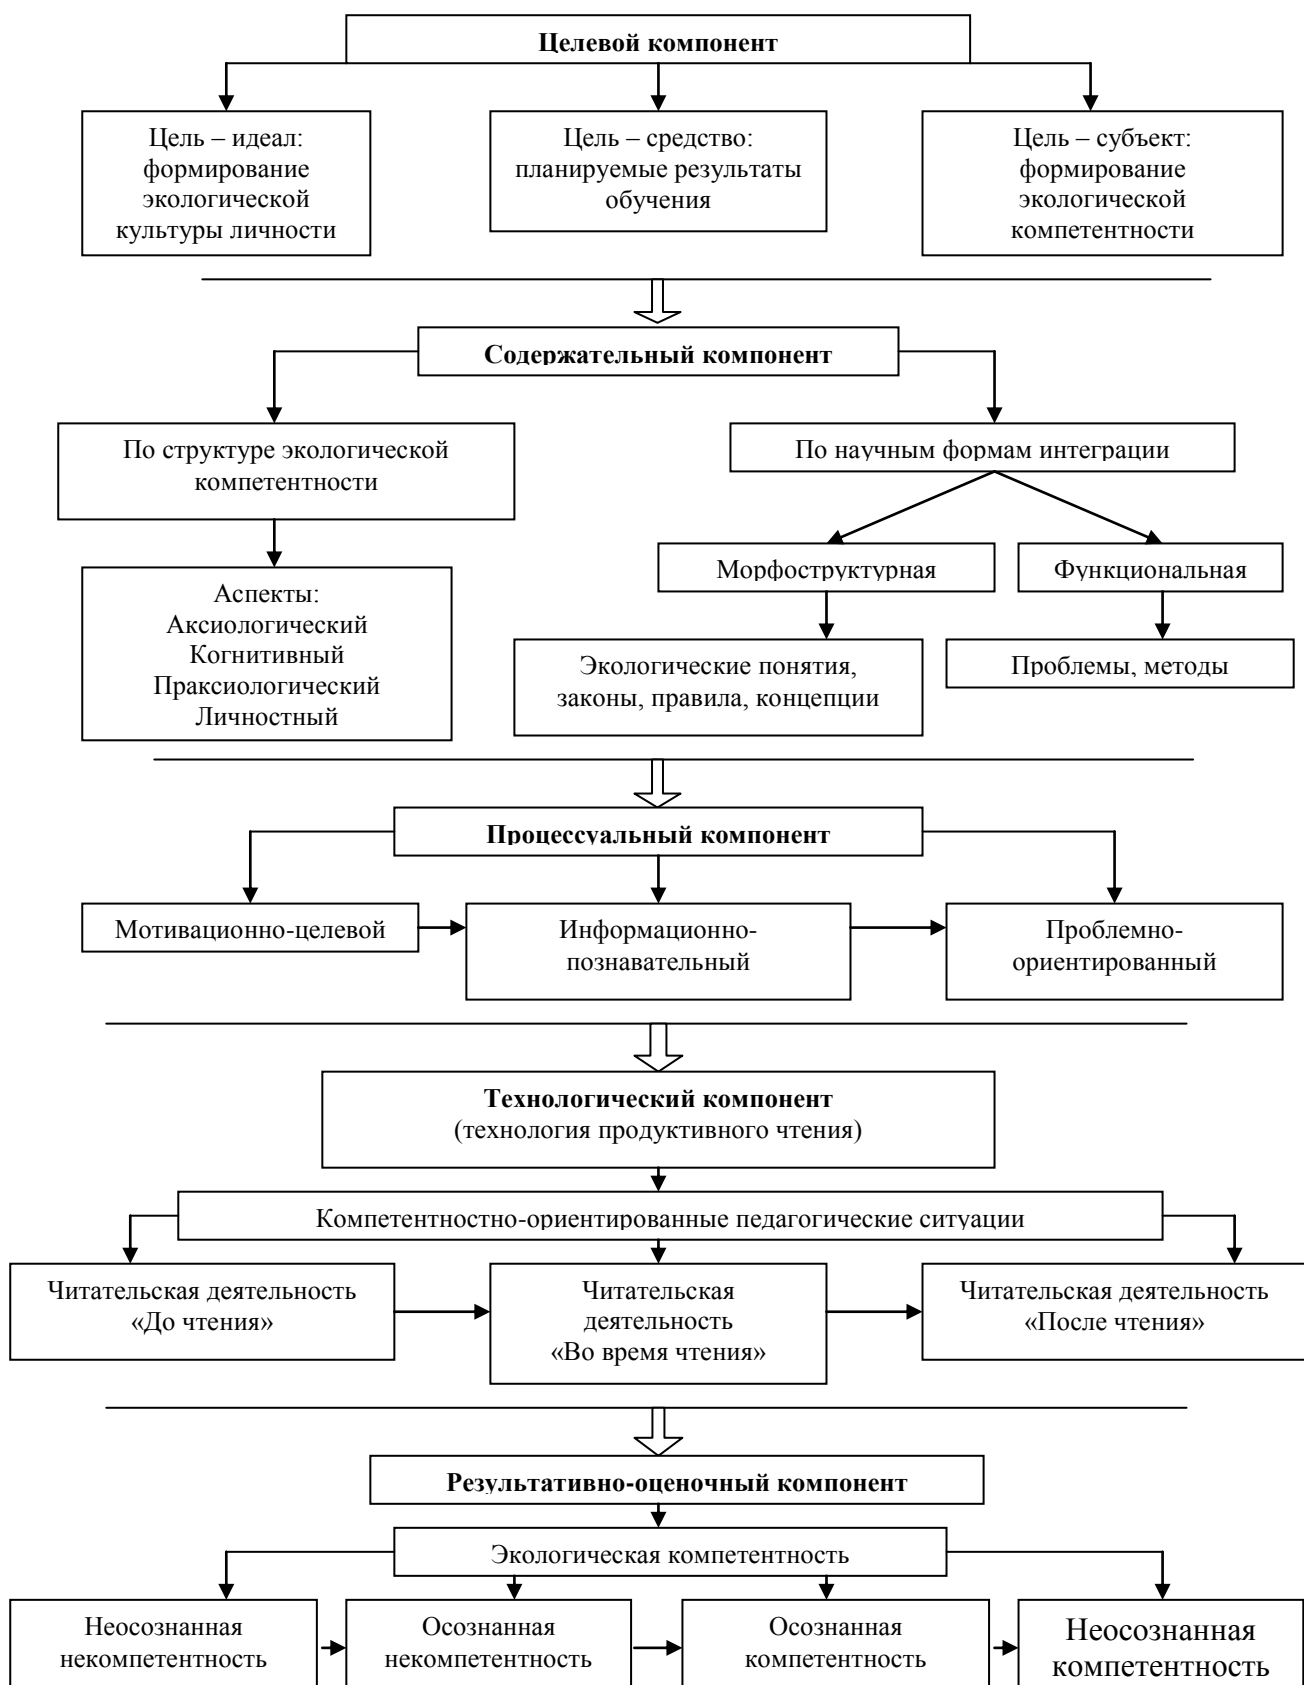 Целевой компонент
Цель – идеал:
формирование
экологической
культуры личности
Цель – средство:
планируемые результаты
обучения
Цель – субъект:
формирование
экологической
компетентности
Содержательный компонент
По структуре экологической
компетентности
По научным формам интеграции
Морфоструктурная
Функциональная
Аспекты:
Аксиологический
Когнитивный
Праксиологический
Личностный
Экологические понятия,
законы, правила, концепции
Проблемы, методы
Процессуальный компонент
Мотивационно-целевой
Информационно-
познавательный
Проблемно-
ориентированный
Технологический компонент
(технология продуктивного чтения)
Компетентностно-ориентированные педагогические ситуации
Читательская деятельность
«До чтения»
Читательская
деятельность
«Во время чтения»
Читательская деятельность
«После чтения»
Результативно-оценочный компонент
Экологическая компетентность
Неосознанная
некомпетентность
Осознанная
некомпетентность
Осознанная
компетентность
Неосознанная
компетентность